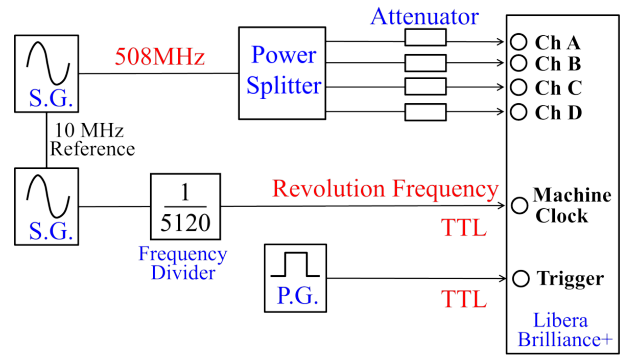 Attenuator
508MHz
Power
Splitter
S.G.
Ch A
Ch B
Ch C
Ch D
10 MHz
Reference
S.G.
1
5120
Frequency
Divider
Revolution Frequency
TTL
Machine
Clock
P.G.
TTL
Trigger
Libera
Brilliance+